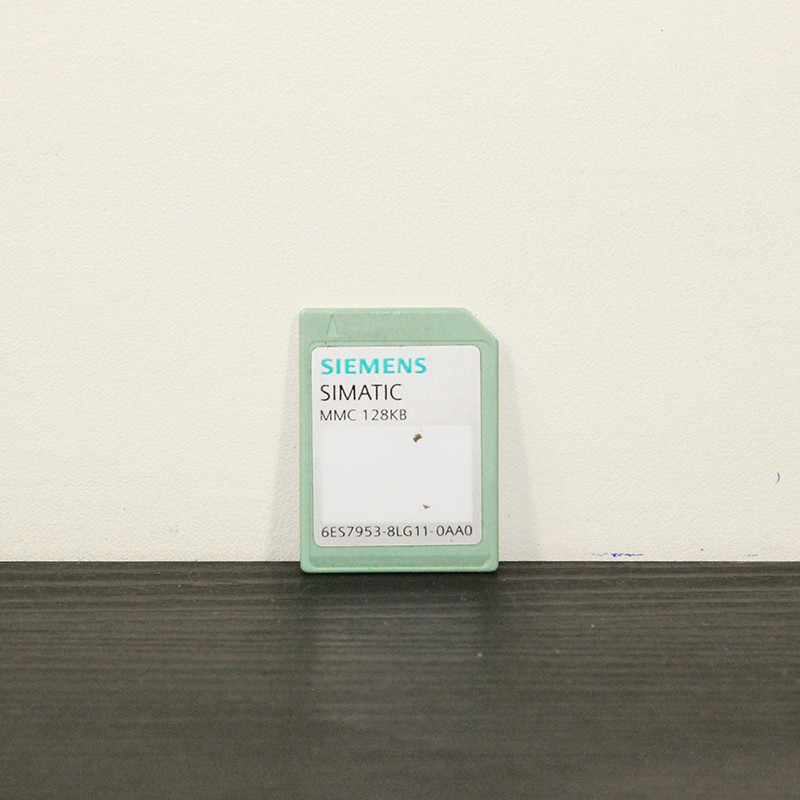 SIEMENS
SIMATIC
MMC 128KB
6ES7953-8LG11-0AA0